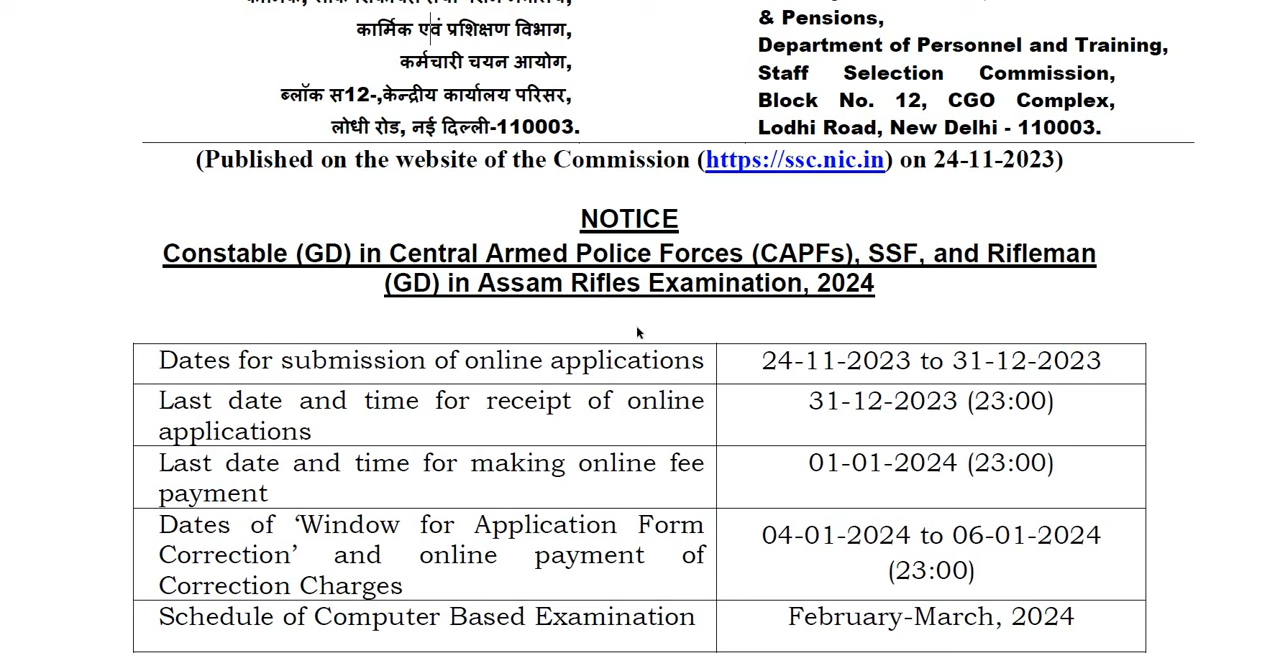 & Pensions,
कार्मिक एवं प्रशिक्षण विभाग,
Department of Personnel and Training,
कर्मचारी चयन आयोग,
Staff Selection Commission,
ब्लॉक स12-,केन्द्रीय कार्यालय परिसर,
Block No. 12, CGO Complex,
लोधी रोड, नई दिल्ली-110003.
Lodhi Road, New Delhi - 110003.
(Published on the website of the Commission (https://ssc.nic.in) on 24-11-2023)
NOTICE
Constable (GD) in Central Armed Police Forces (CAPFs), SSF, and Rifleman
(GD) in Assam Rifles Examination, 2024
Dates for submission of online applications
24-11-2023 to 31-12-2023
Last date and time for receipt of online
applications
31-12-2023 (23:00)
Last date and time for making online fee
payment
01-01-2024 (23:00)
Dates of ‘Window for Application Form
Correction’ and online payment of
Correction Charges
04-01-2024 to 06-01-2024
(23:00)
Schedule of Computer Based Examination
February-March, 2024